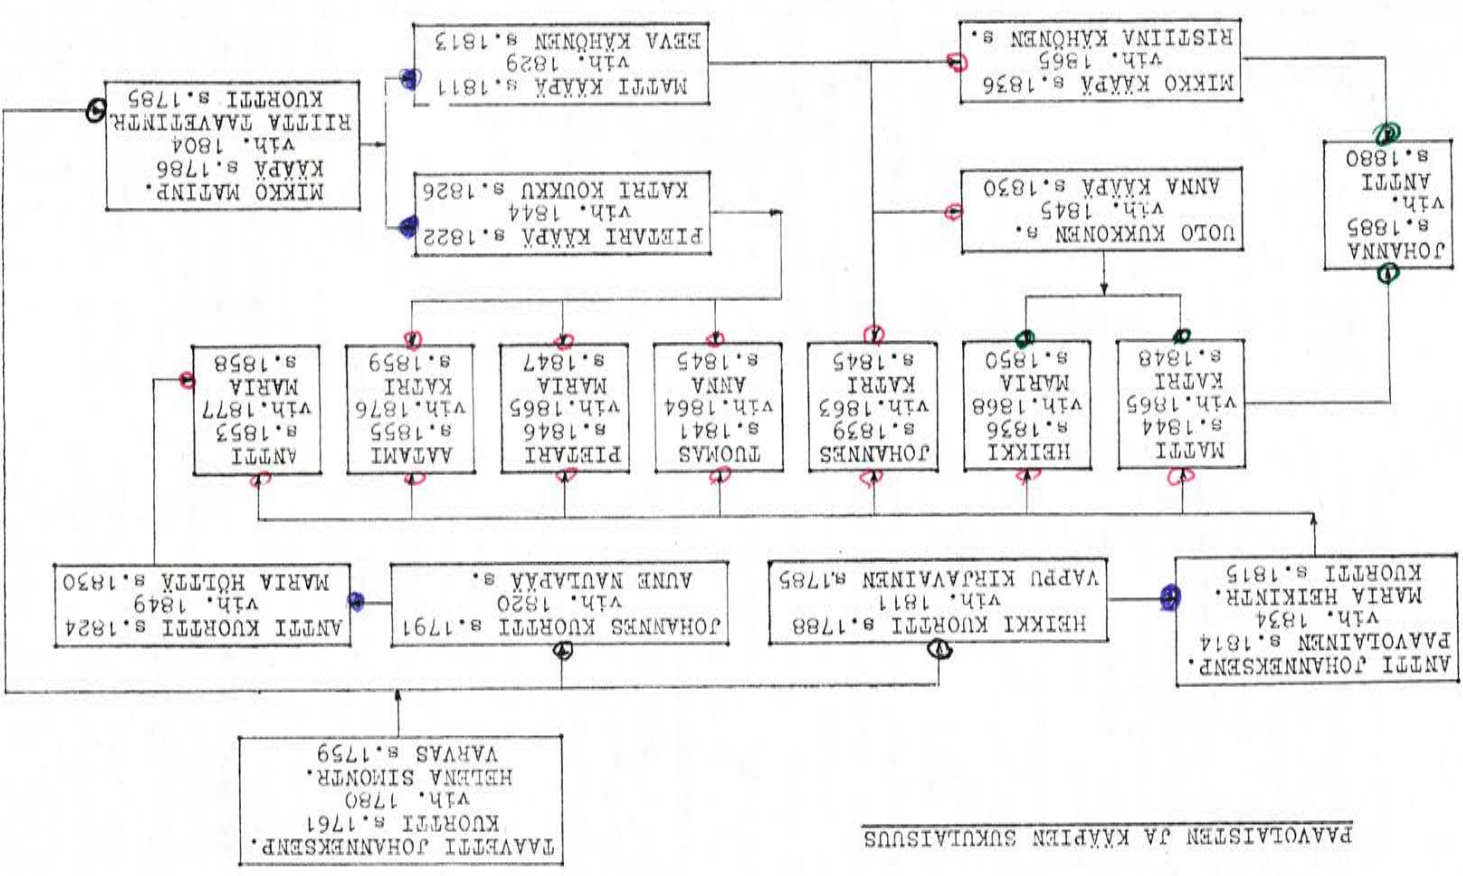 PAAVOLAISTEN JA KÄÄPIEN SUKULAISUUS
TAAVETTI JOHANNEKSENP.
KUORTTI s.1761
vih. 1780
HELENA SIMONTR.
VARVAS s.1759
ANTTI JOHANNEKSENP.
PAAVOLAINEN s.1814
vih. 1834
MARIA HEIKINTR.
KUORTTI s.1815
HEIKKI KUORTTI s.1788
vih. 1811
VAPPU KIRJAVAINEN s.1785
JOHANNES KUORTTI s.1791
vih. 1820
AUNE NAULAPÄÄ s.
ANTTI KUORTTI s.1824
vih. 1849
MARIA HÖLTTÄ s.1830
MATTI
s.1844
vih.1865
KATRI
s.1848
HEIKKI
s.1836
vih.1868
MARIA
s.1850
JOHANNES
s.1839
vih.1863
KATRI
s.1845
TUOMAS
s.1841
vih.1864
ANNA
s.1845
PIETARI
s.1846
vih.1865
MARIA
s.1847
AATAMI
s.1855
vih.1876
KATRI
s.1859
ANTTI
s.1853
vih.1877
MARIA
s.1858
JOHANNA
s.1885
vih.
ANTTI
s.1880
UOLO KUKKONEN s.
vih. 1845
ANNA KÄÄPÄ s.1830
PIETARI KÄÄPÄ s.1822
vih. 1844
KATRI KOUKKU s.1826
MIKKO MATINP.
KÄÄPÄ s.1786
vih. 1804
RIITTA TAAVETINTR
KUORTTI s.1785
MIKKO KÄÄPÄ s.1836
vih. 1865
RISTIINA KÄHÖNEN s.
MATTI KÄÄPÄ s.1811
vih. 1829
EEVA KÄHÖNEN s.1813